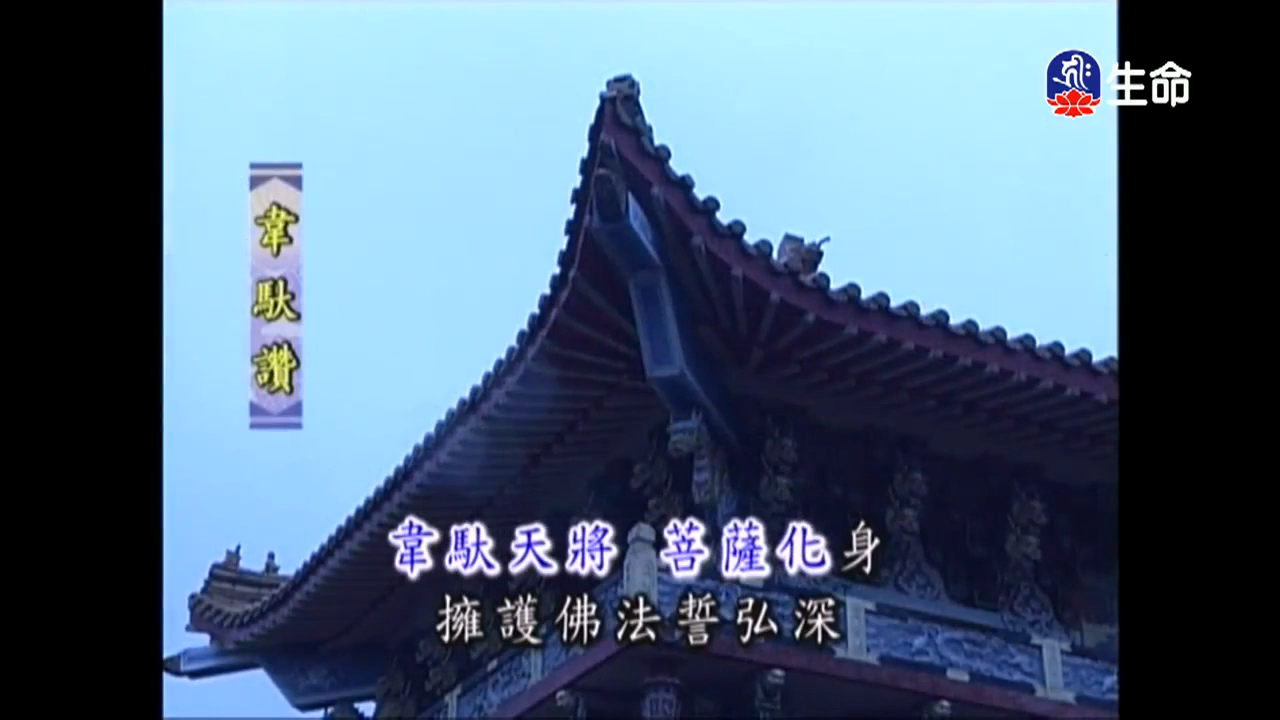 生命
韋馱讚
韋馱天將 菩薩化身
擁護佛法誓弘深